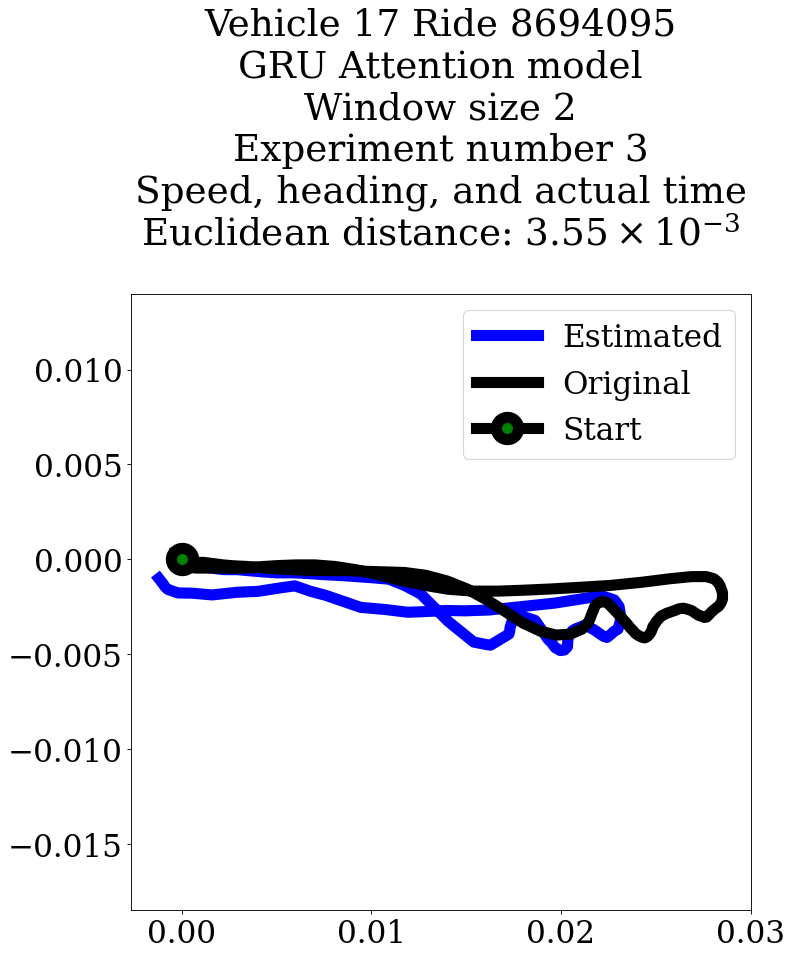 Vehicle 17 Ride 8694095
GRU Attention model
Window size 2
Experiment number 3
Speed, heading, and actual time
Euclidean distance: 3.55 × 10⁻³
Estimated
Original
Start
0.010
0.005
0.000
−0.005
−0.010
−0.015
0.00 0.01 0.02 0.03